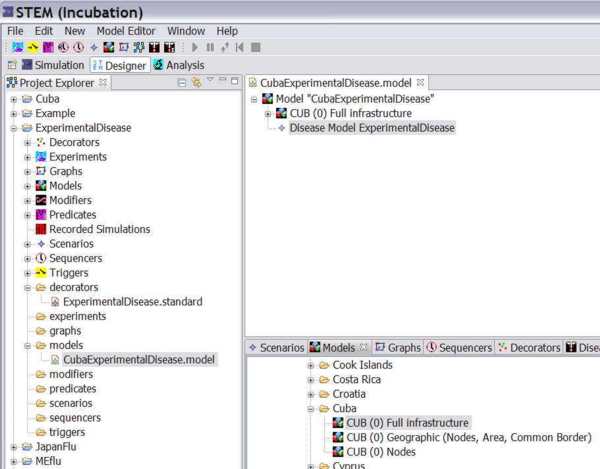 STEM (Incubation)
File Edit New Model Editor Window Help
Simulation Designer Analysis
Project Explorer
Cuba
Example
ExperimentalDisease
Decorators
Experiments
Graphs
Models
Modifiers
Predicates
Recorded Simulations
Scenarios
Sequencers
Triggers
decorators
ExperimentalDisease.standard
experiments
graphs
models
CubaExperimentalDisease.model
modifiers
predicates
scenarios
sequencers
triggers
JapanFlu
MEflu
CubaExperimentalDisease.model
Model "CubaExperimentalDisease"
CUB (0) Full infrastructure
Disease Model ExperimentalDisease
Scenarios Models Graphs Sequencers Decorators Disea
Cook Islands
Costa Rica
Croatia
Cuba
CUB (0) Full infrastructure
CUB (0) Geographic (Nodes, Area, Common Border)
CUB (0) Nodes
Cyprus